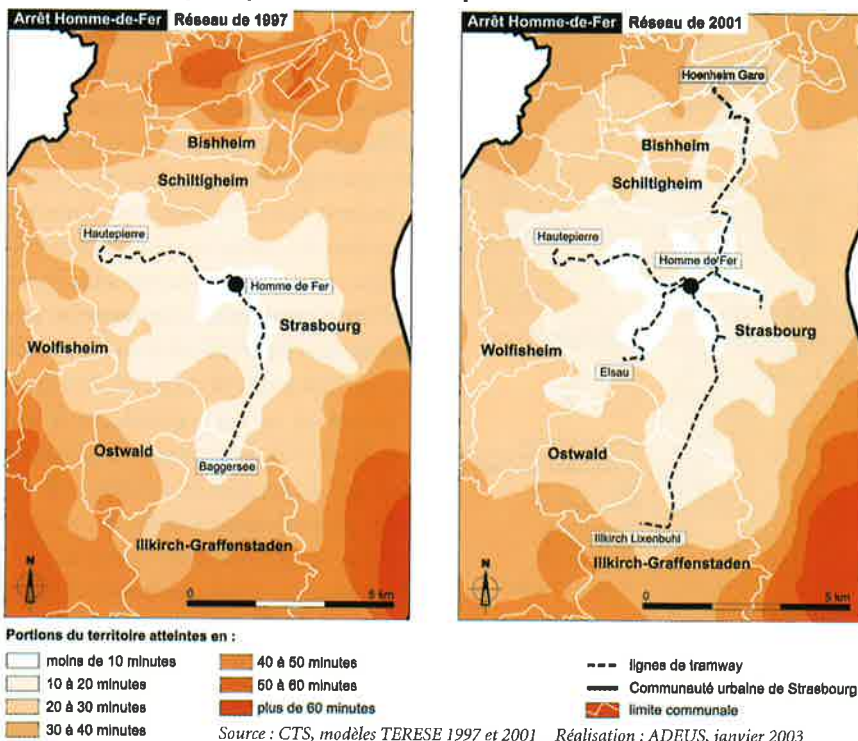 Arrêt Homme-de-Fer Réseau de 1997
Bishheim
Schiltigheim
Hautepierre
Homme de Fer
Strasbourg
Wolfisheim
Ostwald
Baggersee
Illkirch-Graffenstaden
N
0 5 km
Arrêt Homme-de-Fer Réseau de 2001
Hoenheim Gare
Bishheim
Schiltigheim
Hautepierre
Homme de Fer
Strasbourg
Wolfisheim
Elsau
Ostwald
Illkirch Lixenbuhl
Illkirch-Graffenstaden
N
0 5 km
Portions du territoire atteintes en :
moins de 10 minutes
10 à 20 minutes
20 à 30 minutes
30 à 40 minutes
40 à 50 minutes
50 à 60 minutes
plus de 60 minutes
lignes de tramway
Communauté urbaine de Strasbourg
limite communale
Source : CTS, modèles TERESE 1997 et 2001 Réalisation : ADEUS, janvier 2003